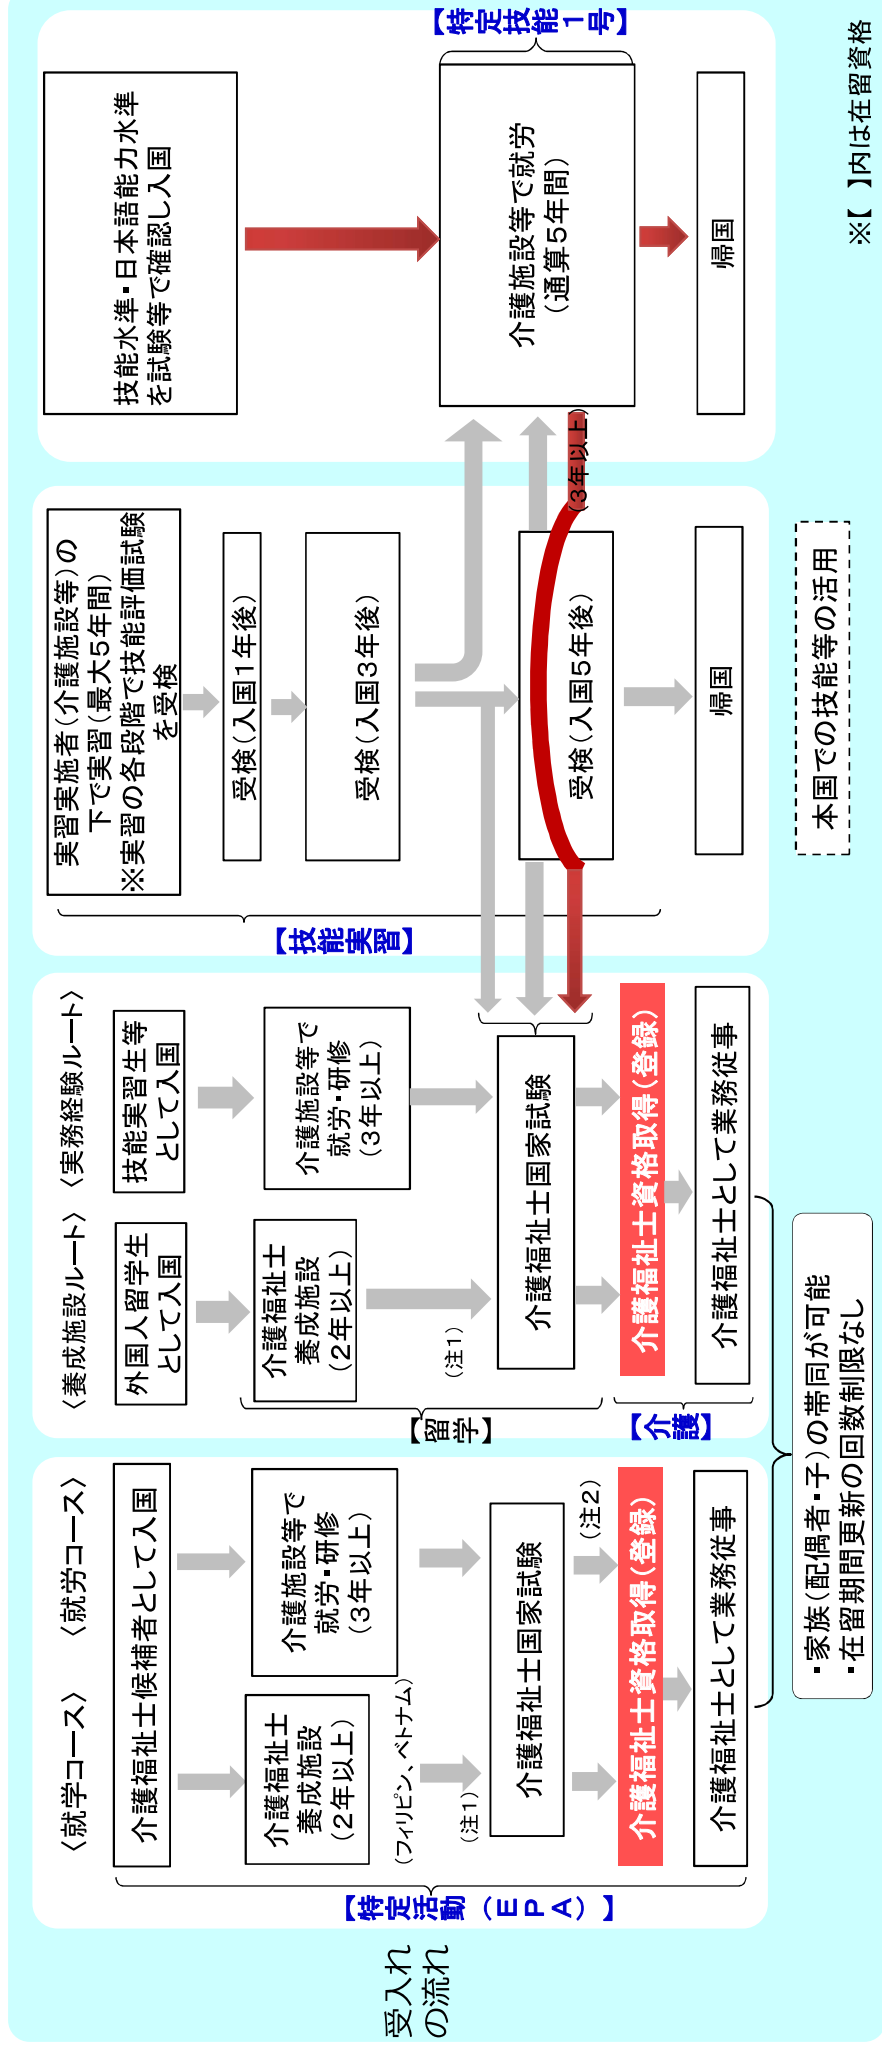 受入れ
の流れ
【特定活動（EPA）】
〈就学コース〉
〈就労コース〉
介護福祉士候補者として入国
介護福祉士
養成施設
（2年以上）
（フィリピン、ベトナム）
（注1）
介護施設等で
就労・研修
（3年以上）
介護福祉士国家試験
（注2）
介護福祉士資格取得（登録）
介護福祉士として業務従事
〈養成施設ルート〉
〈実務経験ルート〉
外国人留学生
として入国
技能実習生等
として入国
【留学】
介護福祉士
養成施設
（2年以上）
（注1）
介護施設等で
就労・研修
（3年以上）
介護福祉士国家試験
【介護】
介護福祉士資格取得（登録）
介護福祉士として業務従事
・家族（配偶者・子）の帯同が可能
・在留期間更新の回数制限なし
【技能実習】
実習実施者（介護施設等）の
下で実習（最大5年間）
※実習の各段階で技能評価試験
を受検
受検（入国1年後）
受検（入国3年後）
受検（入国5年後）
帰国
本国での技能等の活用
技能水準・日本語能力水準
を試験等で確認し入国
【特定技能1号】
介護施設等で就労
（通算5年間）
（3年以上）
帰国
※【　】内は在留資格